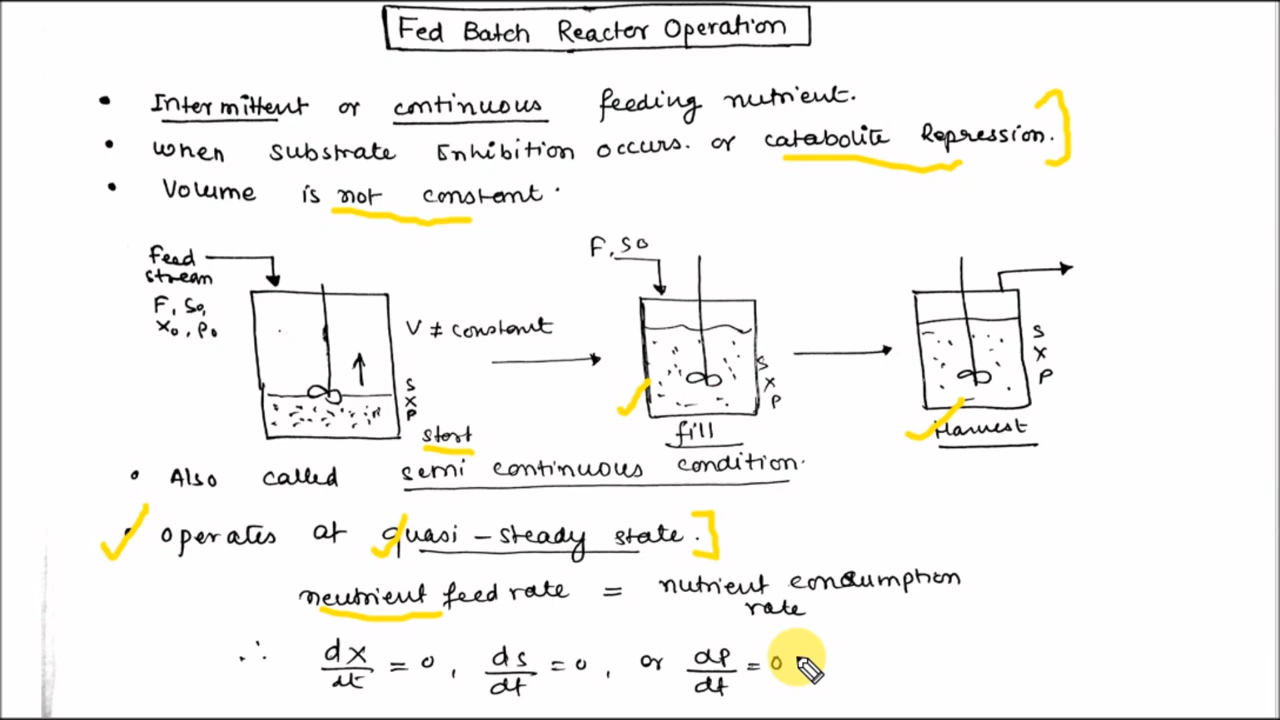 Fed Batch Reactor Operation
• Intermittent or continuous feeding nutrient.
• when substrate Inhibition occurs. or catabolite Repression.
• Volume is not constant.
Feed
stream
F, So,
Xo, Po
V ≠ constant
S
X
P
start
F, So
S
X
P
fill
S
X
P
Harvest
• Also called semi continuous condition.
• operates at quasi-steady state.
neutrient feed rate = nutrient consumption
rate
∴ dx/dt = 0, ds/dt = 0, or dp/dt = 0